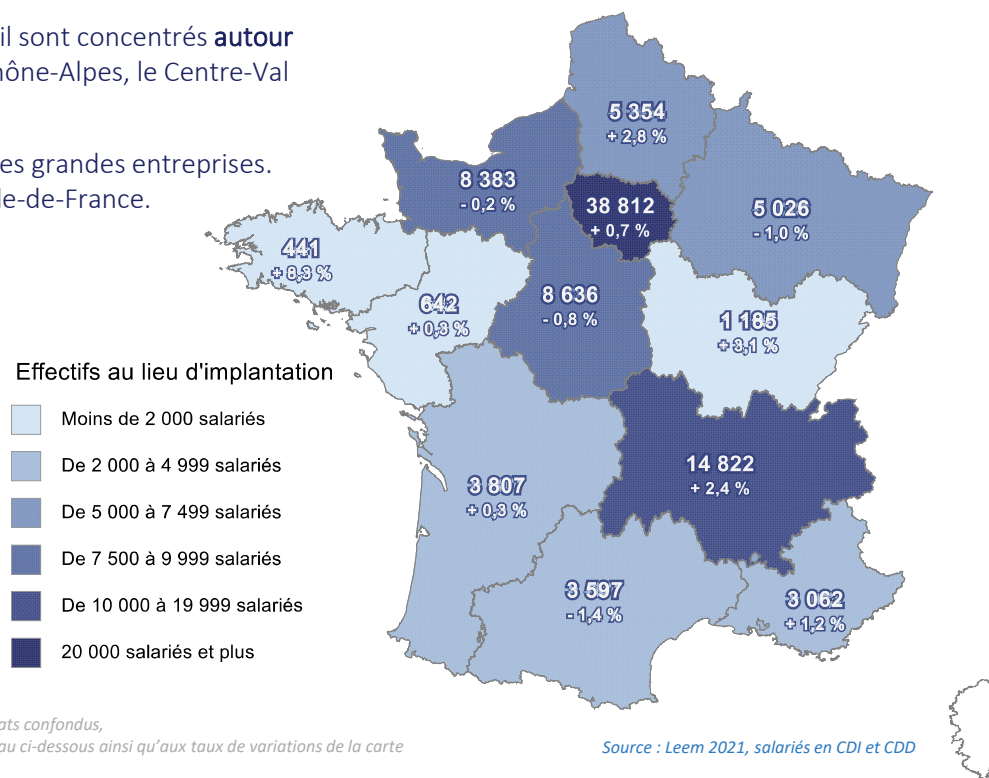 il sont concentrés autour
hône-Alpes, le Centre-Val
es grandes entreprises.
le-de-France.
5 354
+ 2,8 %
8 383
- 0,2 %
38 812
+ 0,7 %
5 026
- 1,0 %
441
+ 8,3 %
642
+ 0,3 %
8 636
- 0,8 %
1 185
+ 3,1 %
Effectifs au lieu d'implantation
Moins de 2 000 salariés
De 2 000 à 4 999 salariés
De 5 000 à 7 499 salariés
De 7 500 à 9 999 salariés
De 10 000 à 19 999 salariés
20 000 salariés et plus
14 822
+ 2,4 %
3 807
+ 0,3 %
3 597
- 1,4 %
3 062
+ 1,2 %
ats confondus,
au ci-dessous ainsi qu'aux taux de variations de la carte
Source : Leem 2021, salariés en CDI et CDD